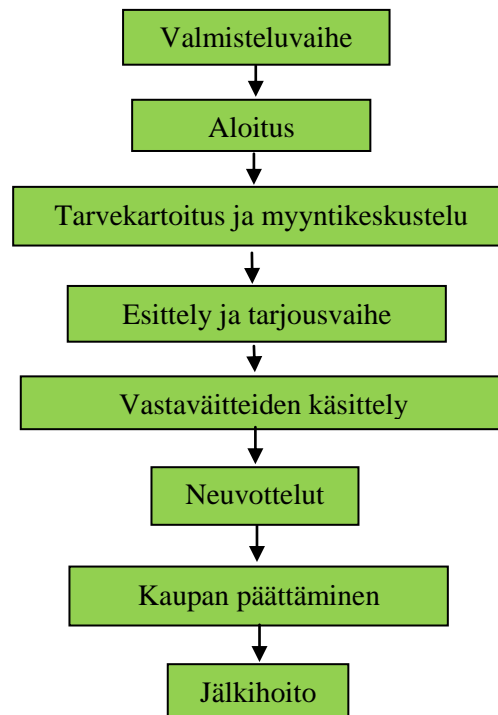 Valmisteluvaihe
Aloitus
Tarvekartoitus ja myyntikeskustelu
Esittely ja tarjousvaihe
Vastaväitteiden käsittely
Neuvottelut
Kaupan päättäminen
Jälkihoito